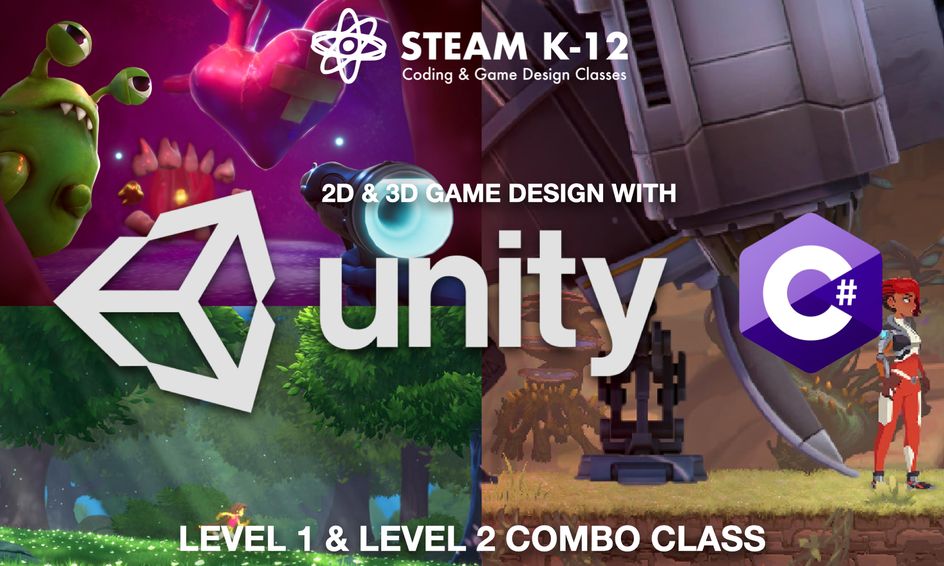 STEAM K-12
Coding & Game Design Classes
2D & 3D GAME DESIGN WITH
unity
C#
LEVEL 1 & LEVEL 2 COMBO CLASS